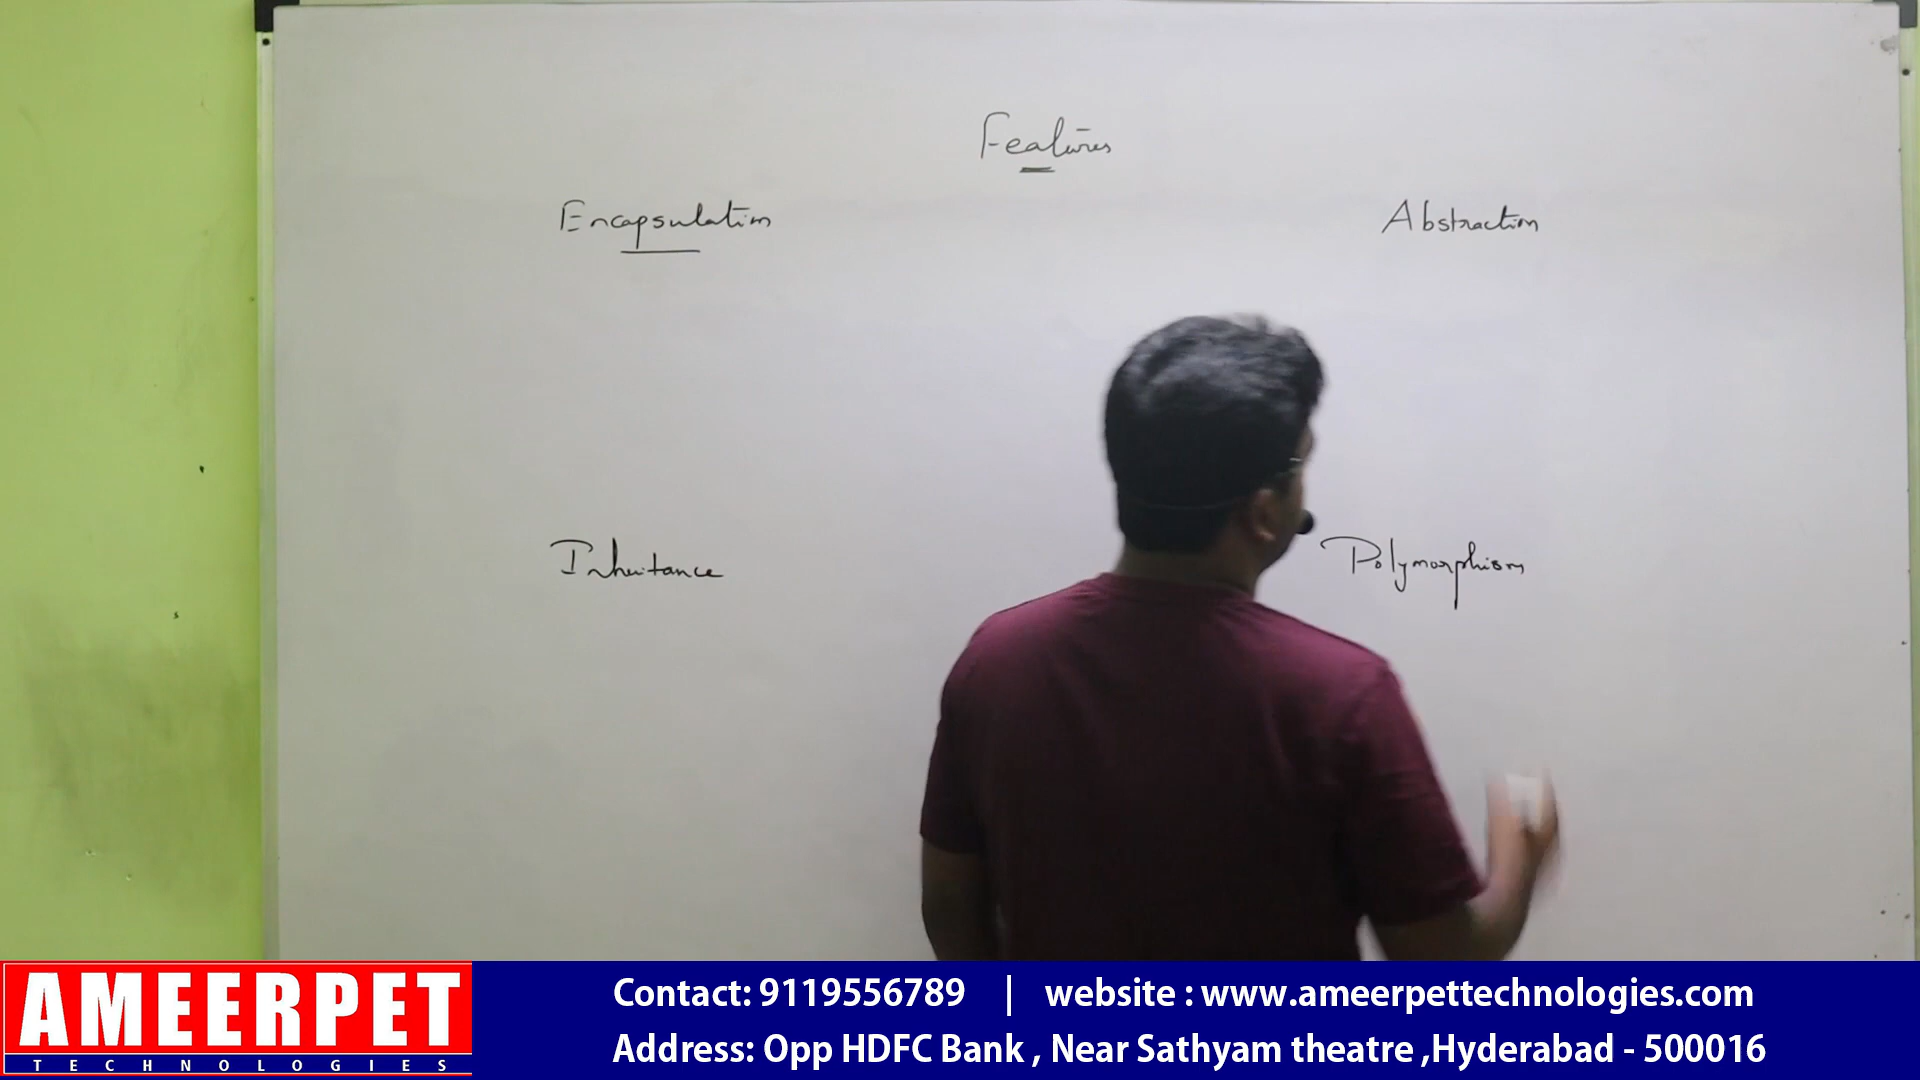 Features
Encapsulation
Abstraction
Inheritance
Polymorphism
AMEERPET
TECHNOLOGIES
Contact: 9119556789 | website : www.ameerpettechnologies.com
Address: Opp HDFC Bank , Near Sathyam theatre ,Hyderabad - 500016